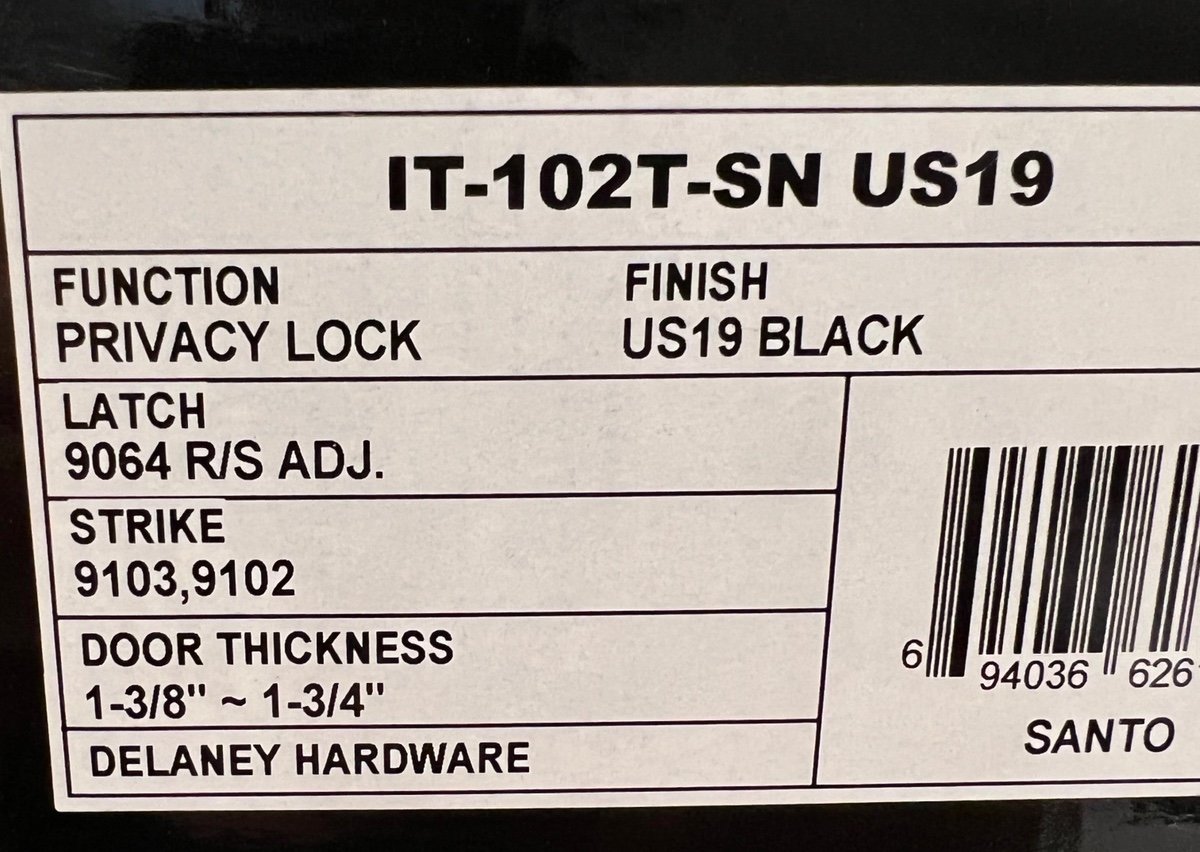 IT-102T-SN US19
FUNCTION FINISH
PRIVACY LOCK US19 BLACK
LATCH
9064 R/S ADJ.
STRIKE
9103,9102
DOOR THICKNESS
1-3/8" ~ 1-3/4"
DELANEY HARDWARE
6 94036 626
SANTO